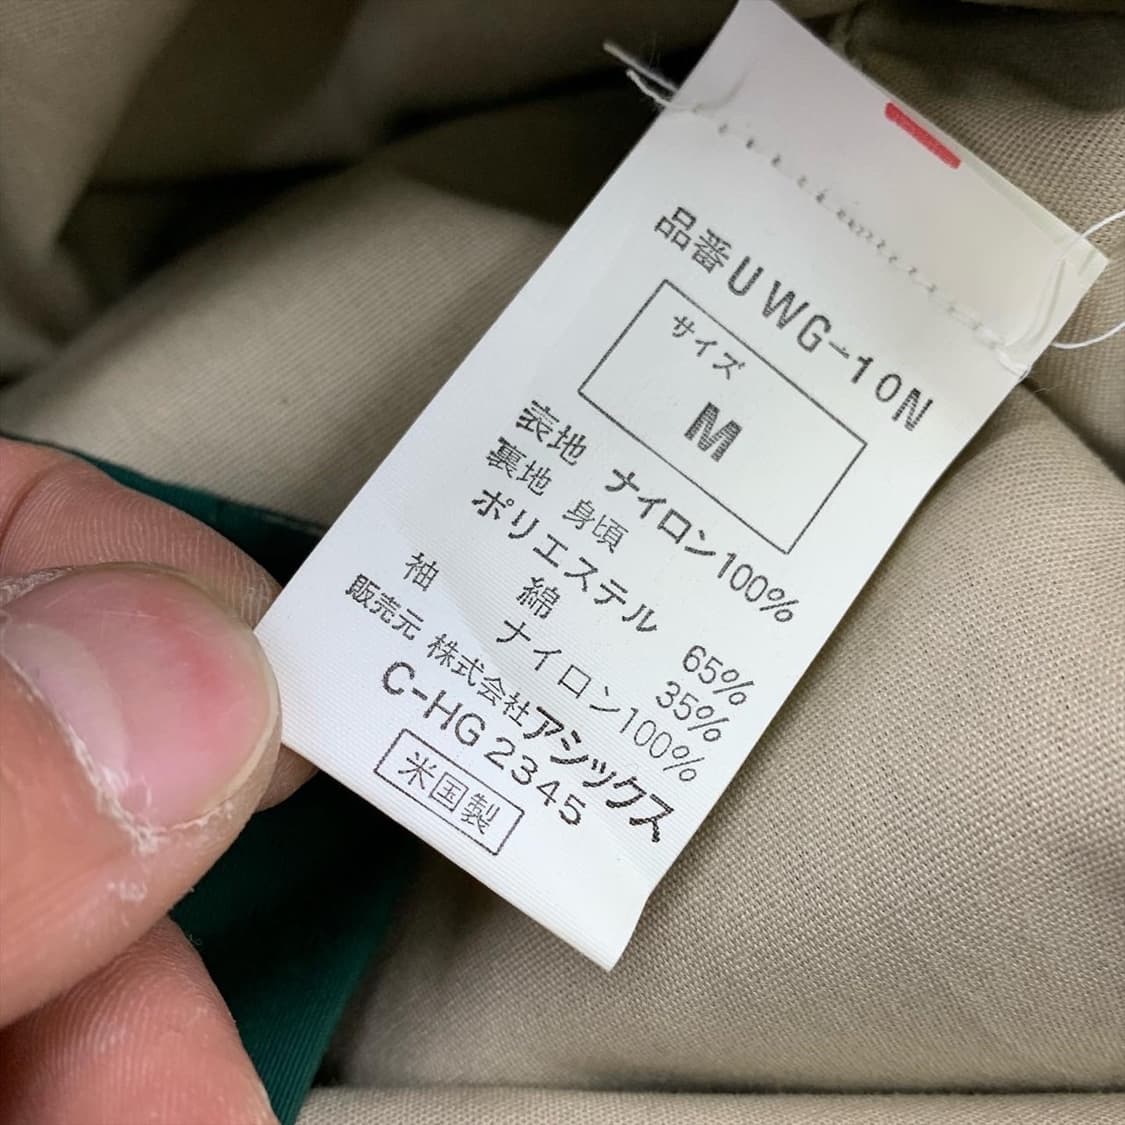 品番UWG-10N
サイズ
M
表地 ナイロン100%
裏地 身頃
ポリエステル 65%
綿 35%
袖 ナイロン100%
販売元 株式会社アシックス
C-HG2345
米国製